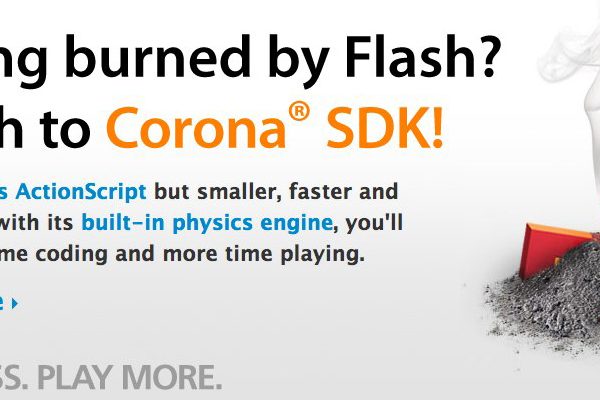 ng burned by Flash?
h to Corona® SDK!
s ActionScript but smaller, faster and
with its built-in physics engine, you'll
me coding and more time playing.
e
SS. PLAY MORE.